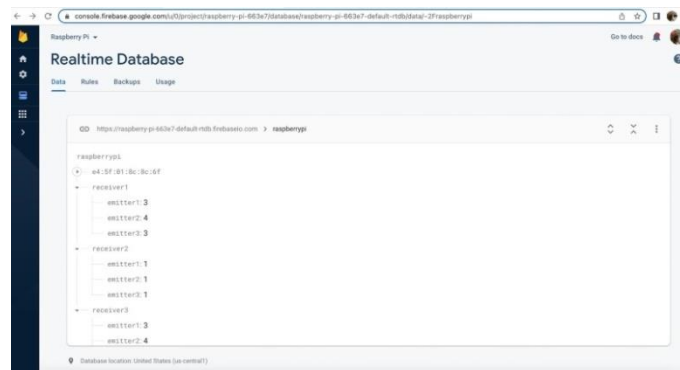 console.firebase.google.com/u/0/project/raspberry-pi-663e7/database/raspberry-pi-663e7-default-rtdb/data/~2Fraspberrypi
Raspberry Pi
Go to docs
Realtime Database
Data Rules Backups Usage
https://raspberry-pi-663e7-default-rtdb.firebaseio.com > raspberrypi
raspberrypi
e4:5f:01:8c:8c:6f
receiver1
emitter1: 3
emitter2: 4
emitter3: 3
receiver2
emitter1: 1
emitter2: 1
emitter3: 1
receiver3
emitter1: 3
emitter2: 4
Database location: United States (us-central1)